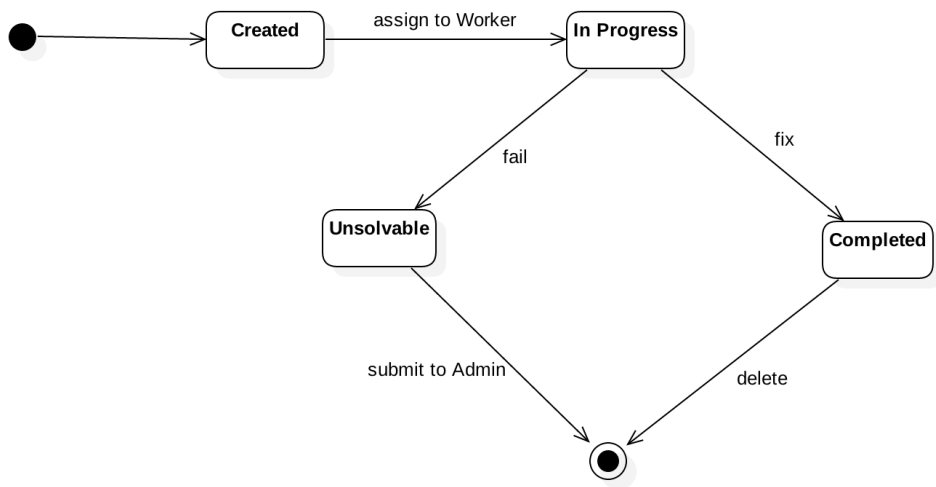 assign to Worker
Created
In Progress
fix
fail
Unsolvable
Completed
submit to Admin
delete